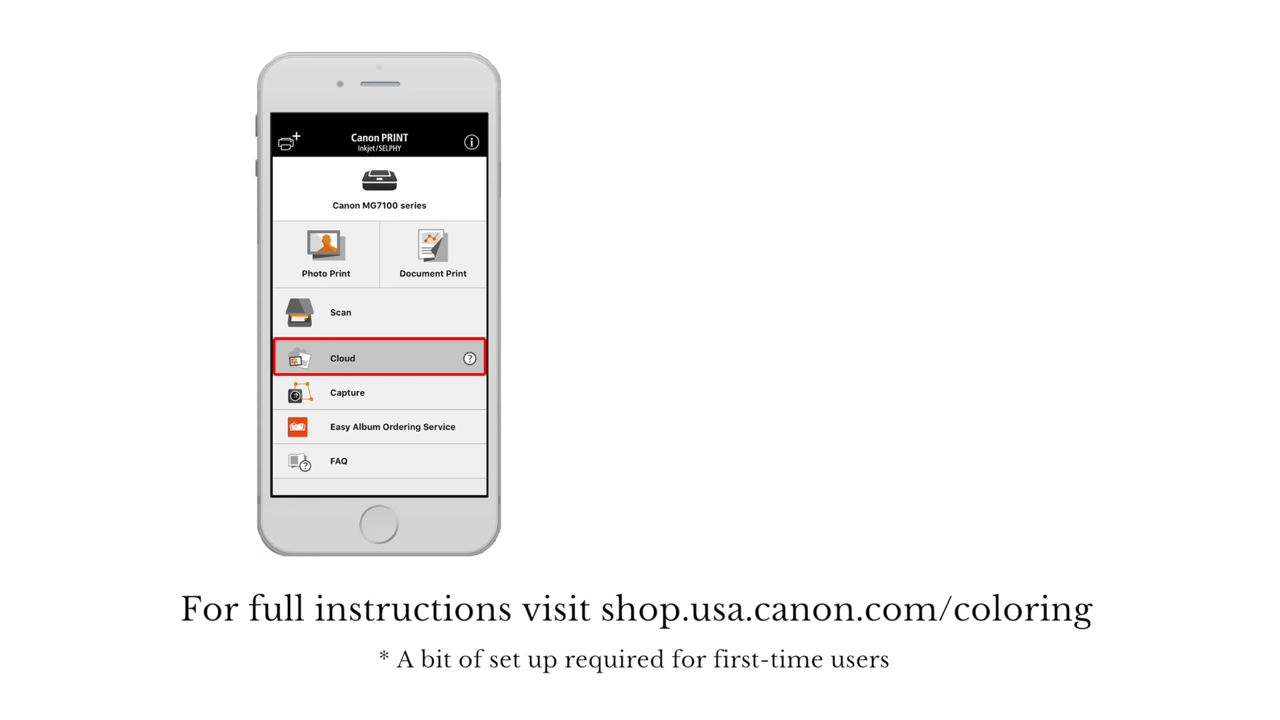 Canon PRINT
Inkjet/SELPHY
Canon MG7100 series
Photo Print
Document Print
Scan
Cloud
Capture
Easy Album Ordering Service
FAQ
For full instructions visit shop.usa.canon.com/coloring
* A bit of set up required for first-time users